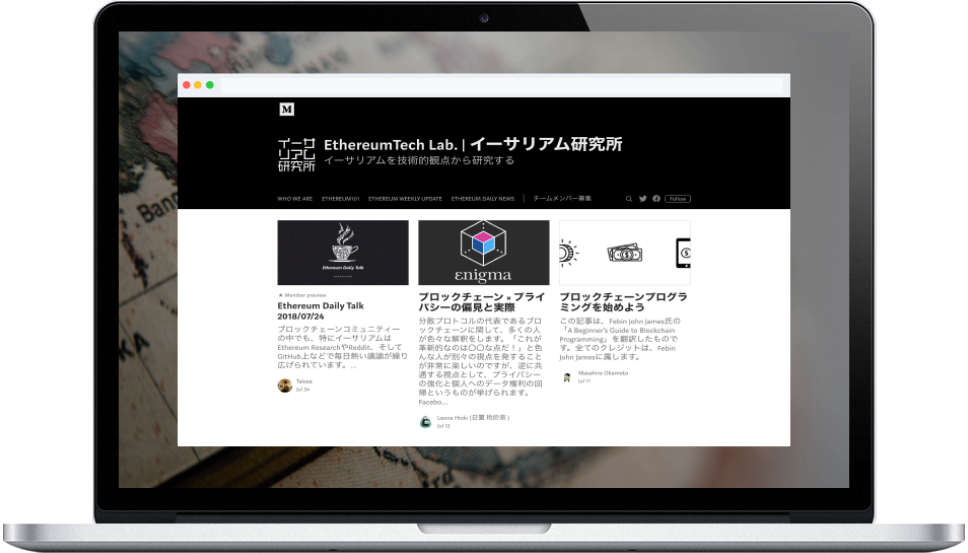 M
イーサ
リアム
研究所
EthereumTech Lab. | イーサリアム研究所
イーサリアムを技術的観点から研究する
WHO WE ARE ETHEREUM101 ETHEREUM WEEKLY UPDATE ETHEREUM DAILY NEWS | チームメンバー募集
Follow
Ban
KA
rd
Ethereum Daily Talk
εnigma
★ Member preview
Ethereum Daily Talk
2018/07/24
ブロックチェーンコミュニティー
の中でも、特にイーサリアムは
Ethereum ResearchやReddit、そして
GitHub上などで毎日熱い議論が繰り
広げられています。...
Jul 24
ブロックチェーン × プライ
バシーの偏見と実際
分散プロトコルの代表であるブロ
ックチェーンに関して、多くの人
が色々な解釈をします。「これが
革新的なのは〇〇な点だ！」と色
んな人が別々の視点を発すること
が非常に楽しいのですが、逆に共
通する視点として、プライバシー
の強化と個人へのデータ権利の回
帰というものが挙げられます。
Facebo...
Leona Hioki (日置 玲於奈 )
Jul 12
ブロックチェーンプログラ
ミングを始めよう
この記事は、Febin John James氏の
「A Beginner's Guide to Blockchain
Programming」を翻訳したもので
す。全てのクレジットは、Febin
John Jamesに属します。
Masahiro Okamoto
Jul 11